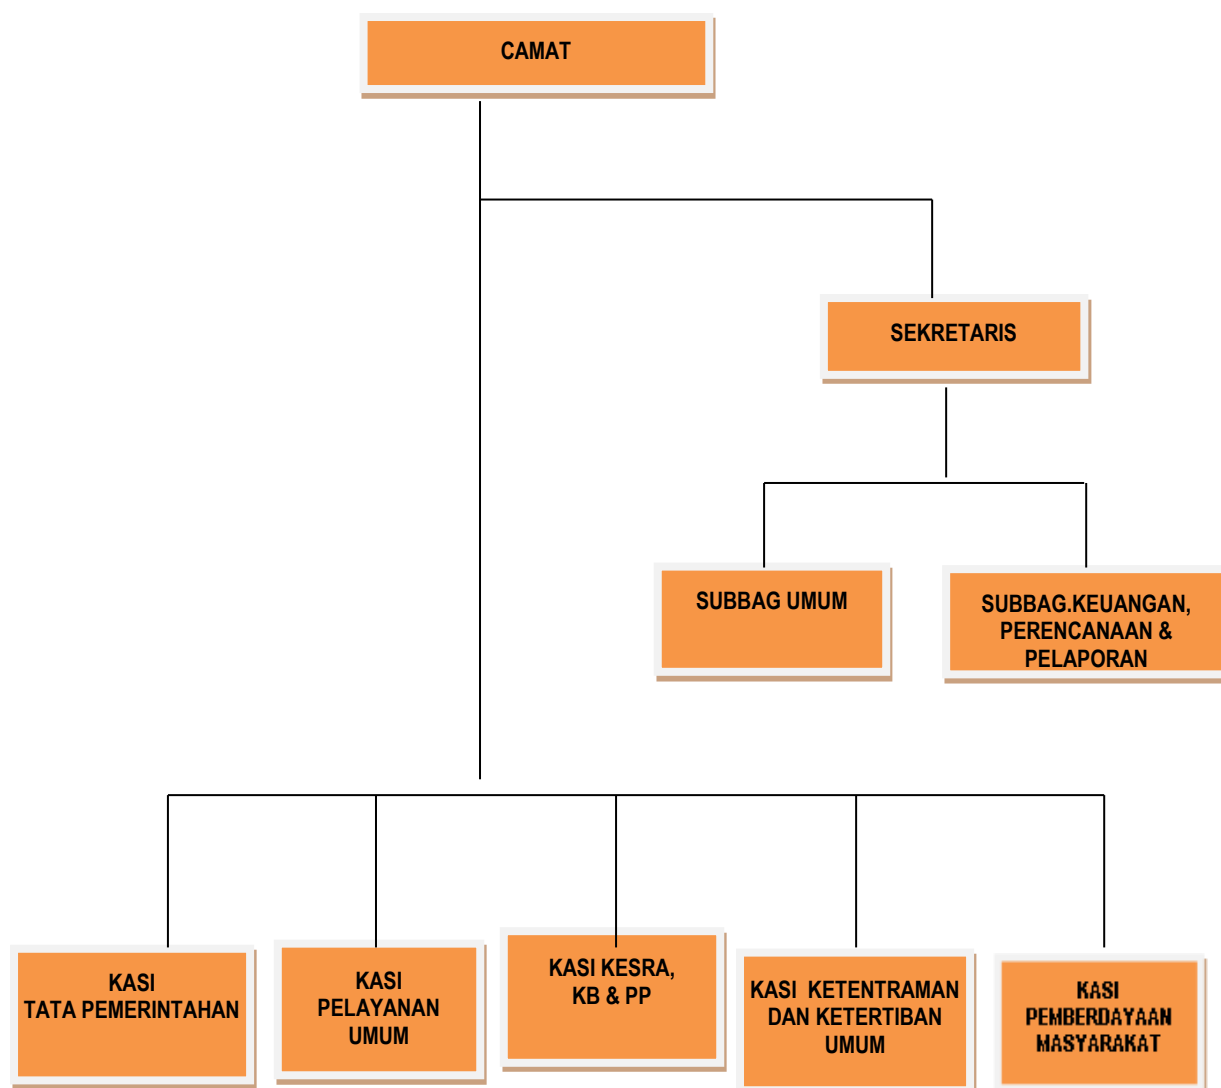 CAMAT
SEKRETARIS
SUBBAG UMUM
SUBBAG.KEUANGAN,
PERENCANAAN &
PELAPORAN
KASI
TATA PEMERINTAHAN
KASI
PELAYANAN
UMUM
KASI KESRA,
KB & PP
KASI  KETENTRAMAN
DAN KETERTIBAN
UMUM
KASI
PEMBERDAYAAN
MASYARAKAT